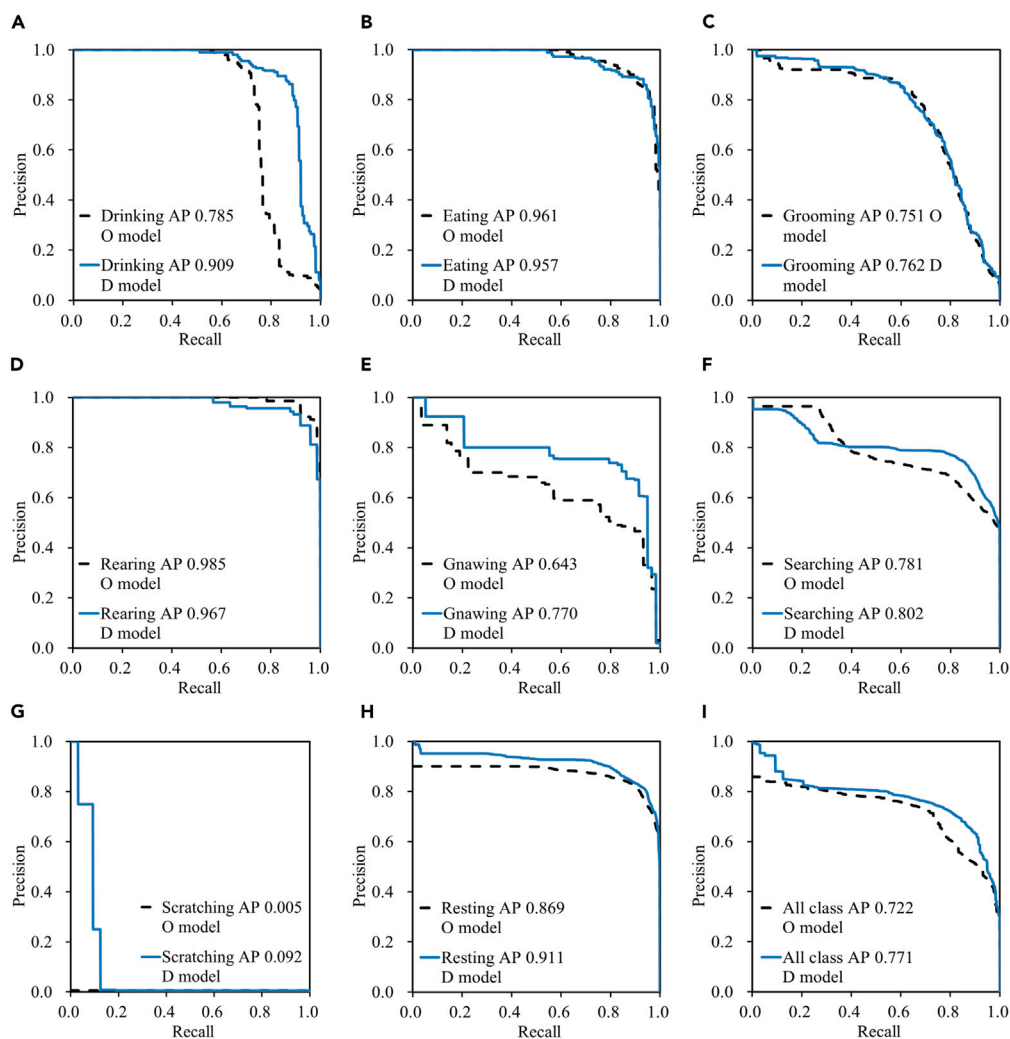 A
B
C
1.0
0.8
0.6
0.4
0.2
0.0
Precision
Drinking AP 0.785
O model
Drinking AP 0.909
D model
0.0 0.2 0.4 0.6 0.8 1.0
Recall
1.0
0.8
0.6
0.4
0.2
0.0
Precision
Eating AP 0.961
O model
Eating AP 0.957
D model
0.0 0.2 0.4 0.6 0.8 1.0
Recall
1.0
0.8
0.6
0.4
0.2
0.0
Precision
Grooming AP 0.751 O
model
Grooming AP 0.762 D
model
0.0 0.2 0.4 0.6 0.8 1.0
Recall
D
E
F
1.0
0.8
0.6
0.4
0.2
0.0
Precision
Rearing AP 0.985
O model
Rearing AP 0.967
D model
0.0 0.2 0.4 0.6 0.8 1.0
Recall
1.0
0.8
0.6
0.4
0.2
0.0
Precision
Gnawing AP 0.643
O model
Gnawing AP 0.770
D model
0.0 0.2 0.4 0.6 0.8 1.0
Recall
1.0
0.8
0.6
0.4
0.2
0.0
Precision
Searching AP 0.781
O model
Searching AP 0.802
D model
0.0 0.2 0.4 0.6 0.8 1.0
Recall
G
H
I
1.0
0.8
0.6
0.4
0.2
0.0
Precision
Scratching AP 0.005
O model
Scratching AP 0.092
D model
0.0 0.2 0.4 0.6 0.8 1.0
Recall
1.0
0.8
0.6
0.4
0.2
0.0
Precision
Resting AP 0.869
O model
Resting AP 0.911
D model
0.0 0.2 0.4 0.6 0.8 1.0
Recall
1.0
0.8
0.6
0.4
0.2
0.0
Precision
All class AP 0.722
O model
All class AP 0.771
D model
0.0 0.2 0.4 0.6 0.8 1.0
Recall